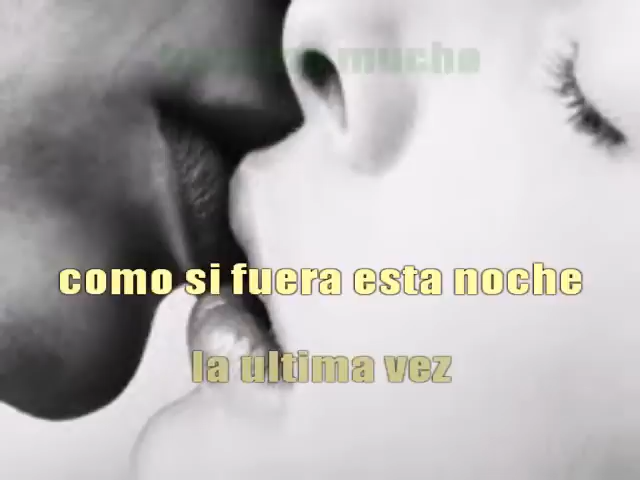 mucho
como si fuera esta noche
la ultima vez